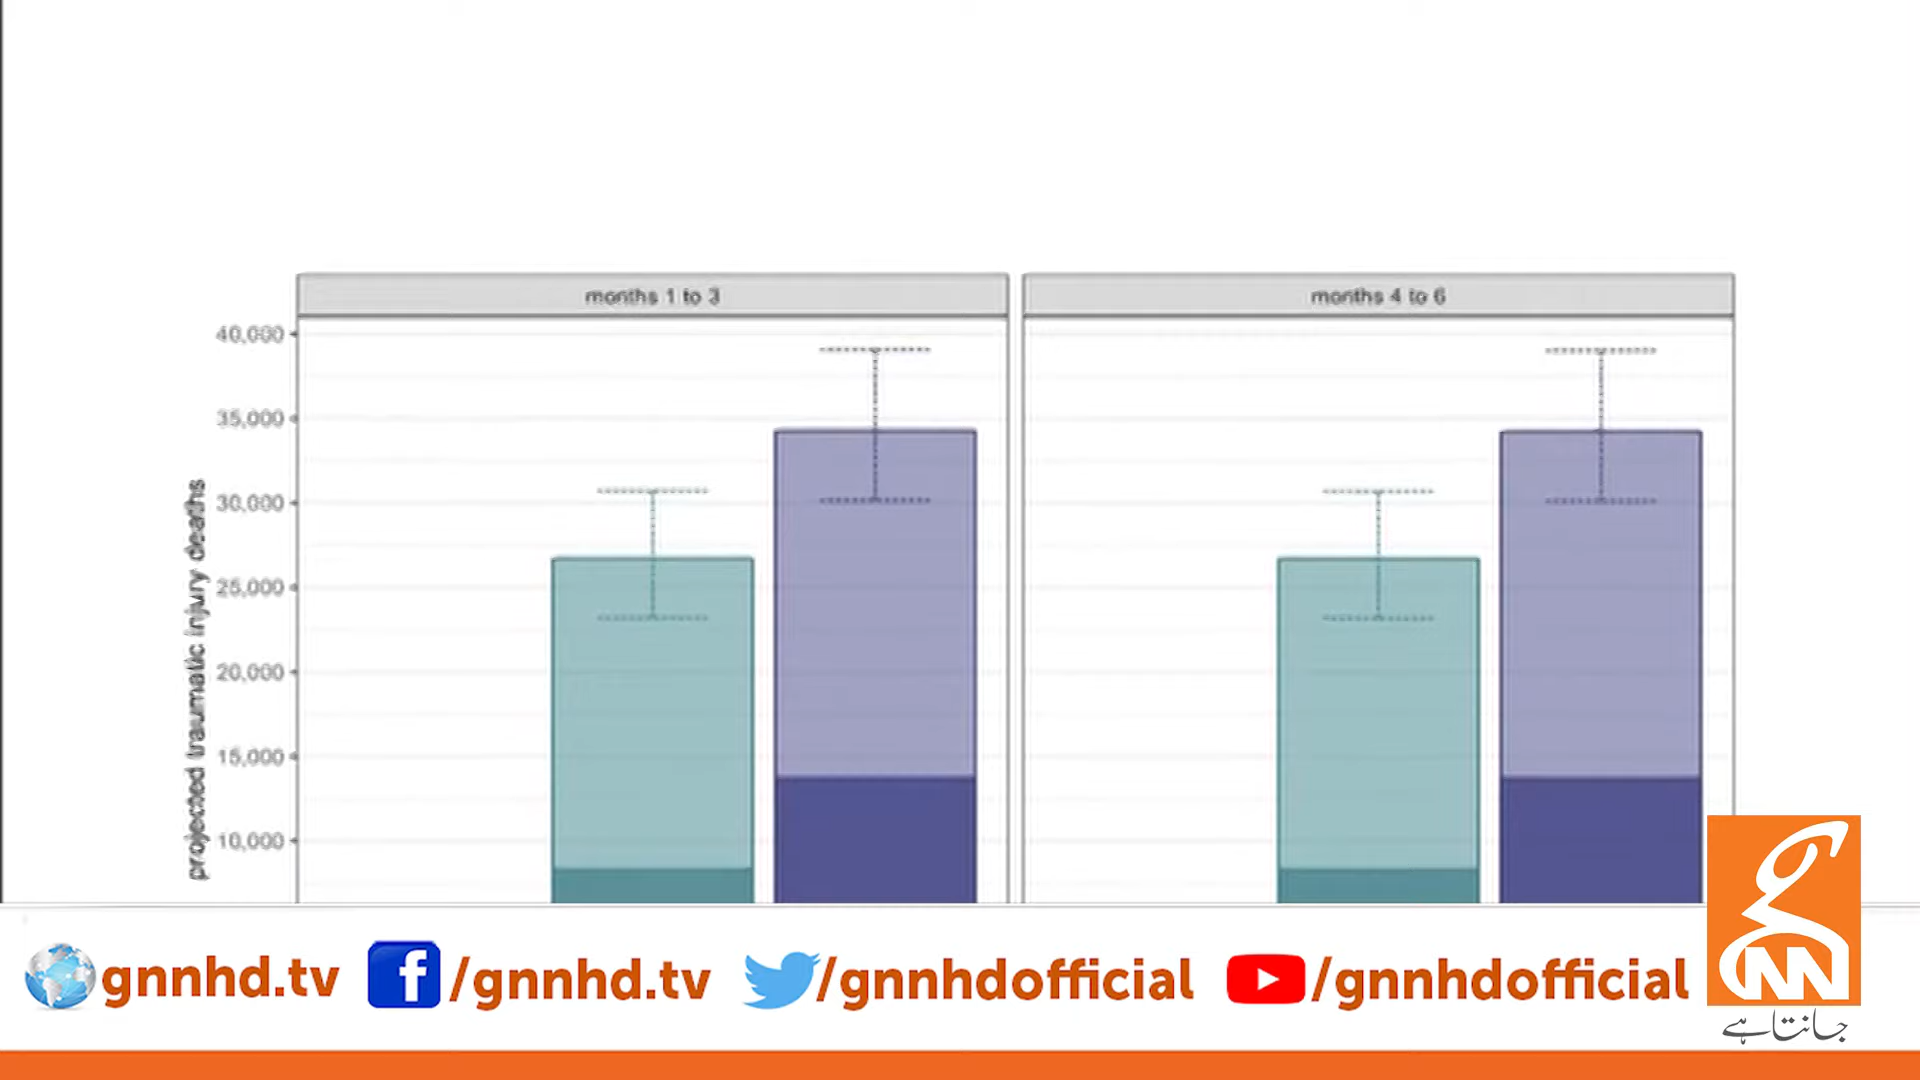 months 1 to 3
months 4 to 6
40,000
35,000
30,000
25,000
20,000
15,000
10,000
projected traumatic injury deaths
gnnhd.tv
f /gnnhd.tv
/gnnhdofficial
/gnnhdofficial
GNN
جانتا ہے